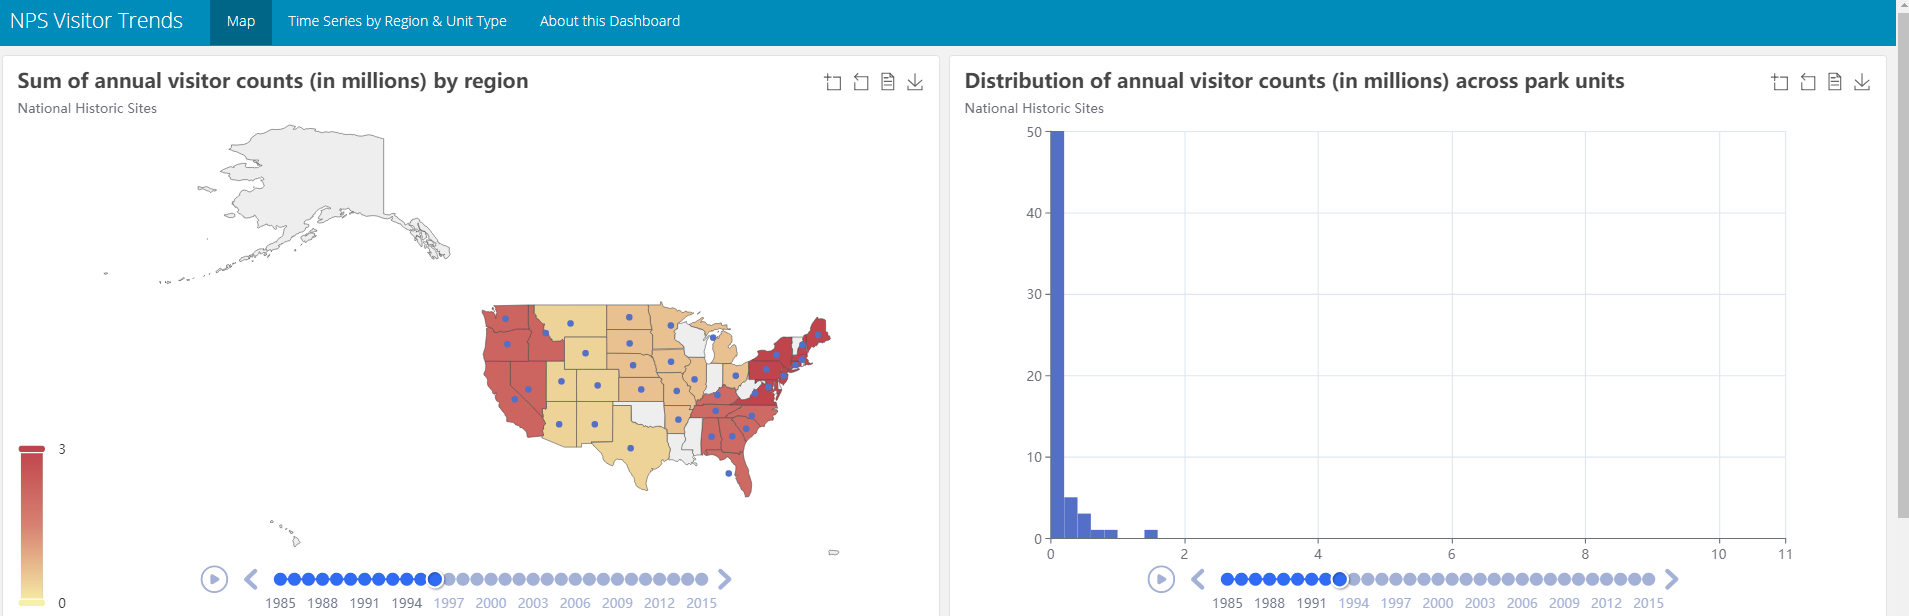 NPS Visitor Trends Map Time Series by Region & Unit Type About this Dashboard
Sum of annual visitor counts (in millions) by region
National Historic Sites
3
0
1985 1988 1991 1994 1997 2000 2003 2006 2009 2012 2015
Distribution of annual visitor counts (in millions) across park units
National Historic Sites
50
40
30
20
10
0
0 2 4 6 8 10 11
1985 1988 1991 1994 1997 2000 2003 2006 2009 2012 2015